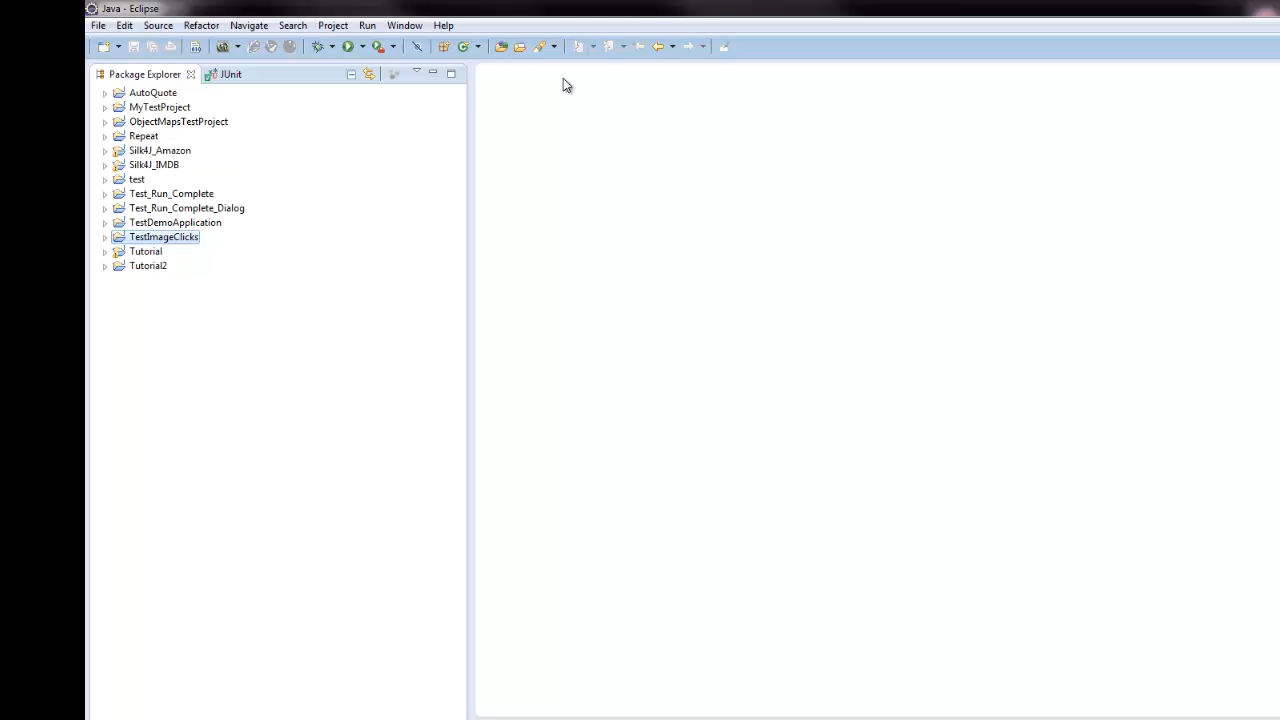 Java - Eclipse
File Edit Source Refactor Navigate Search Project Run Window Help
Package Explorer JUnit
AutoQuote
MyTestProject
ObjectMapsTestProject
Repeat
Silk4J_Amazon
Silk4J_IMDB
test
Test_Run_Complete
Test_Run_Complete_Dialog
TestDemoApplication
TestImageClicks
Tutorial
Tutorial2